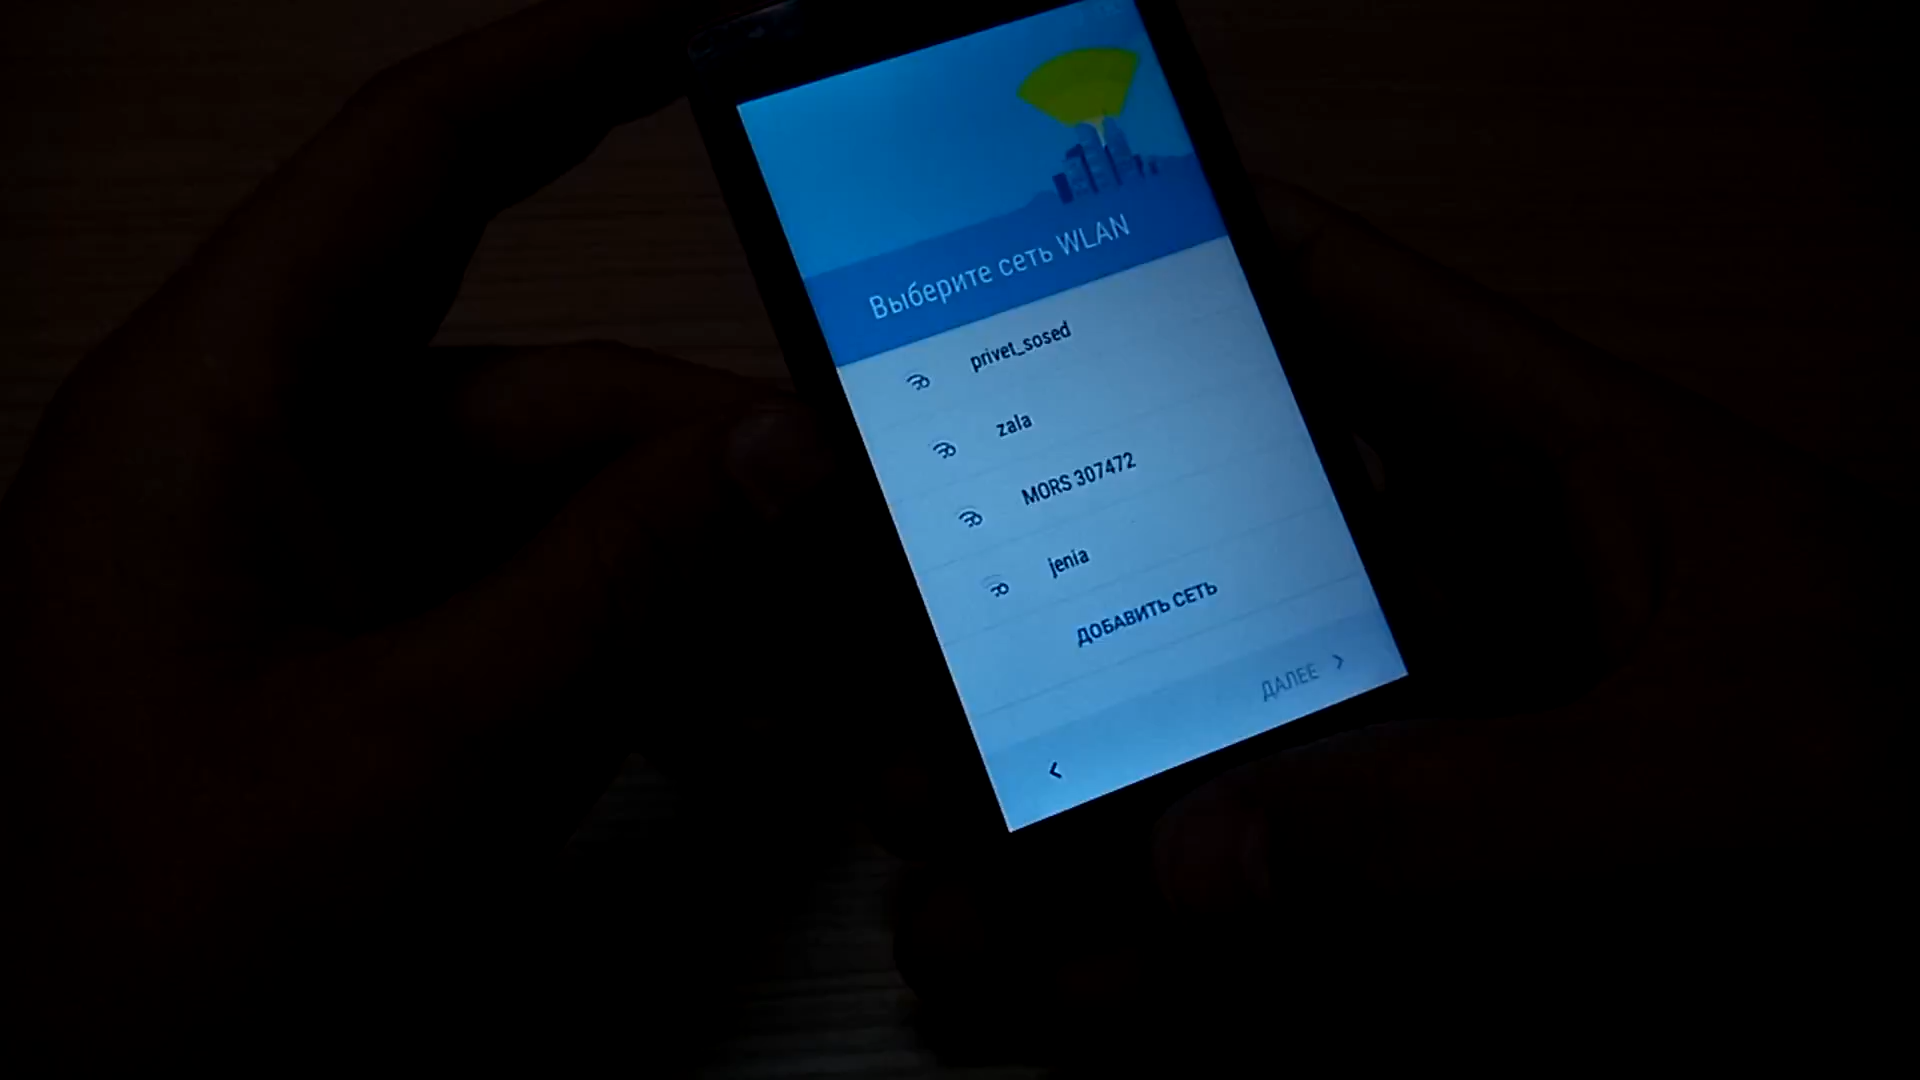 Выберите сеть WLAN
privet_sosed
zala
MORS 307472
jenia
ДОБАВИТЬ СЕТЬ
ДАЛЕЕ